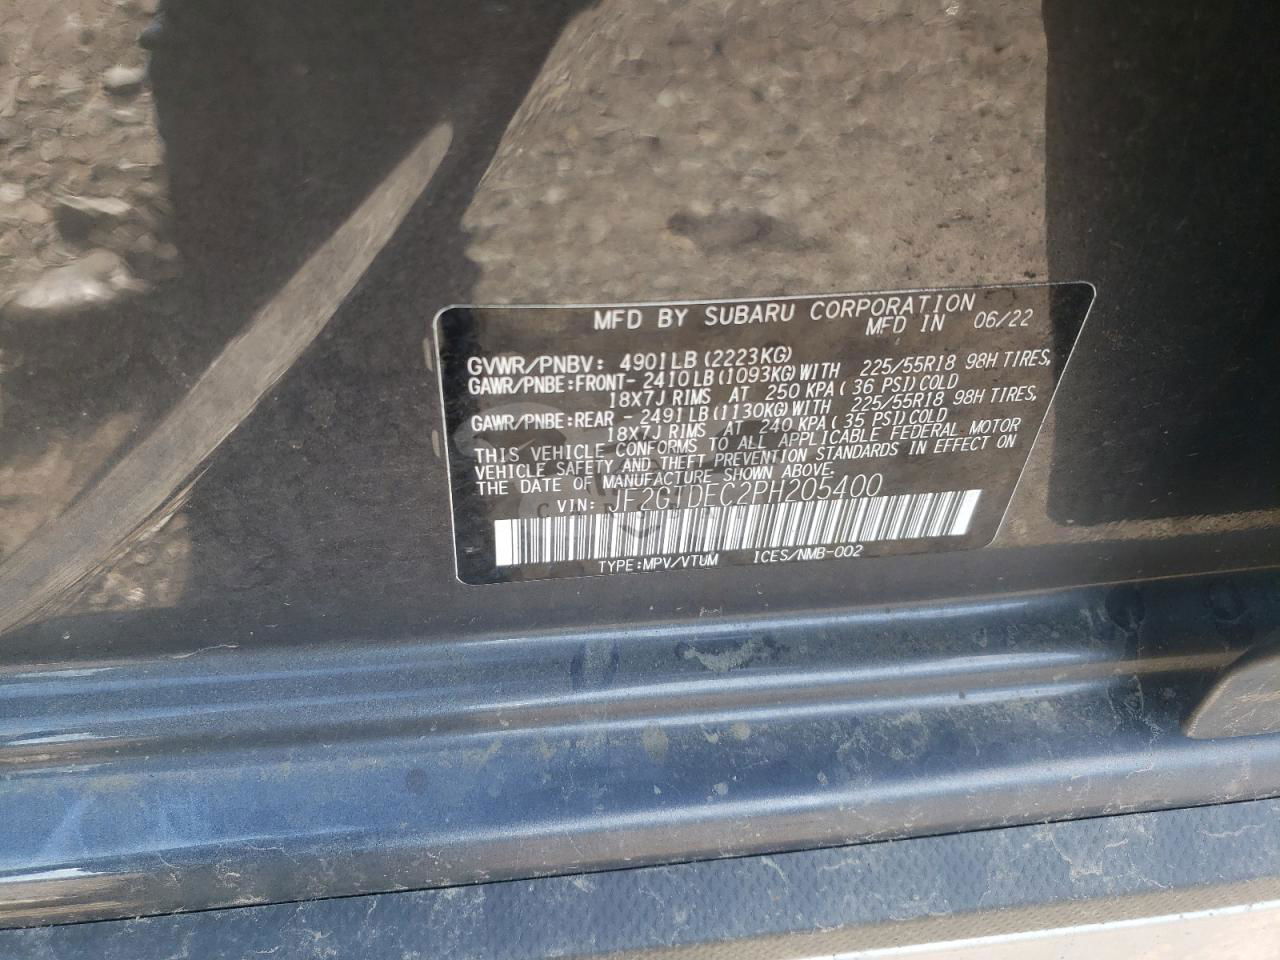 MFD BY SUBARU CORPORATION
MFD IN 06/22
GVWR/PNBV: 4901LB (2223KG)
GAWR/PNBE:FRONT- 2410LB (1093KG) WITH 225/55R18 98H TIRES,
18X7J RIMS AT 250 KPA ( 36 PSI) COLD
GAWR/PNBE:REAR - 2491LB (1130KG) WITH 225/55R18 98H TIRES,
18X7J RIMS AT 240 KPA ( 35 PSI) COLD
THIS VEHICLE CONFORMS TO ALL APPLICABLE FEDERAL MOTOR
VEHICLE SAFETY AND THEFT PREVENTION STANDARDS IN EFFECT ON
THE DATE OF MANUFACTURE SHOWN ABOVE.
VIN: JF2GTDEC2PH205400
TYPE:MPV/VTUM ICES/NMB-002